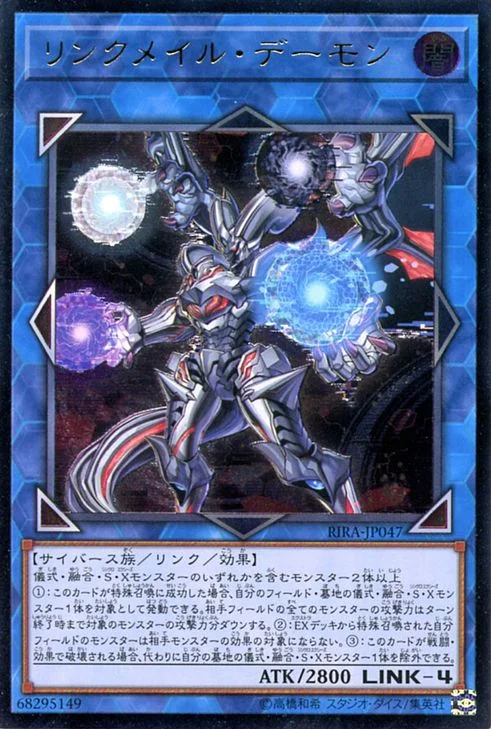 リンクメイル・デーモン
闇
RIRA-JP047
【サイバース族／リンク／効果】
儀式・融合・S・Xモンスターのいずれかを含むモンスター２体以上
①：このカードが特殊召喚に成功した場合、自分のフィールド・墓地の儀式・融合・S・Xモン
スター１体を対象として発動できる。相手フィールドの全てのモンスターの攻撃力はターン
終了時まで対象のモンスターの攻撃力分ダウンする。②：EXデッキから特殊召喚された自分
フィールドのモンスターは相手モンスターの効果の対象にならない。③：このカードが戦闘・
効果で破壊される場合、代わりに自分の墓地の儀式・融合・S・Xモンスター１体を除外できる。
ATK/2800 LINK-4
68295149
©高橋和希 スタジオ・ダイス/集英社